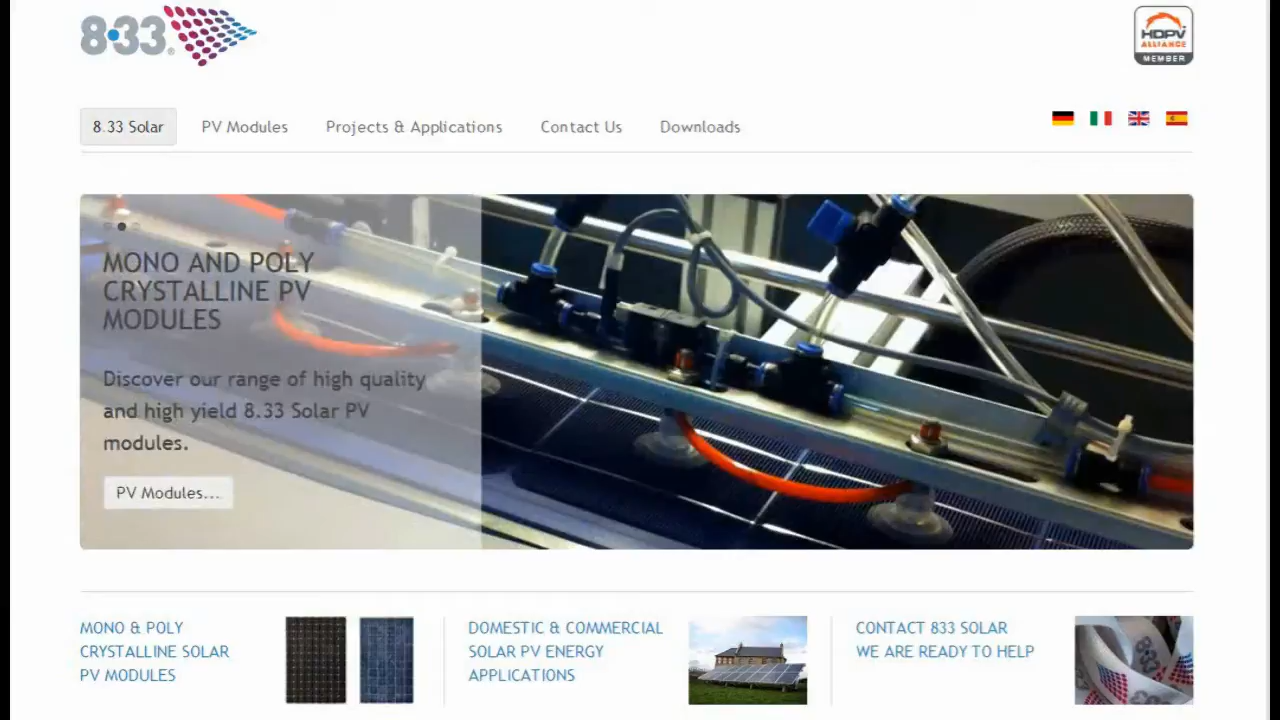 8·33®
HDPV
ALLIANCE
MEMBER
8.33 Solar
PV Modules
Projects & Applications
Contact Us
Downloads
MONO AND POLY
CRYSTALLINE PV
MODULES
Discover our range of high quality
and high yield 8.33 Solar PV
modules.
PV Modules...
MONO & POLY
CRYSTALLINE SOLAR
PV MODULES
DOMESTIC & COMMERCIAL
SOLAR PV ENERGY
APPLICATIONS
CONTACT 833 SOLAR
WE ARE READY TO HELP
8·33